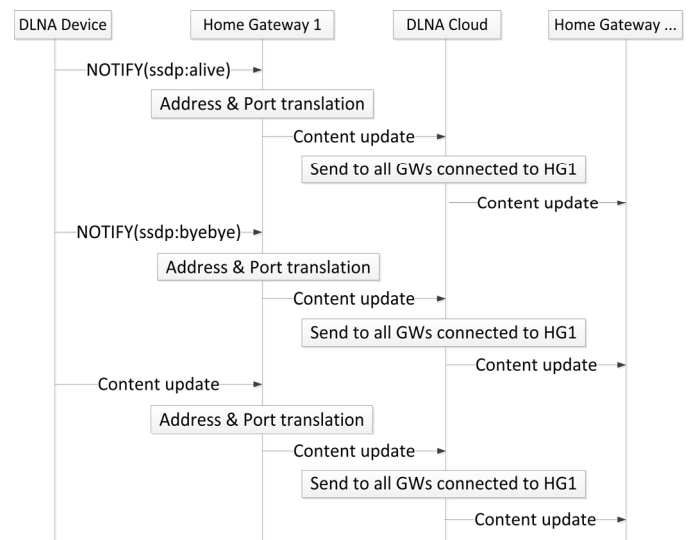 DLNA Device
Home Gateway 1
DLNA Cloud
Home Gateway ...
NOTIFY(ssdp:alive)
Address & Port translation
Content update
Send to all GWs connected to HG1
Content update
NOTIFY(ssdp:byebye)
Address & Port translation
Content update
Send to all GWs connected to HG1
Content update
Content update
Address & Port translation
Content update
Send to all GWs connected to HG1
Content update